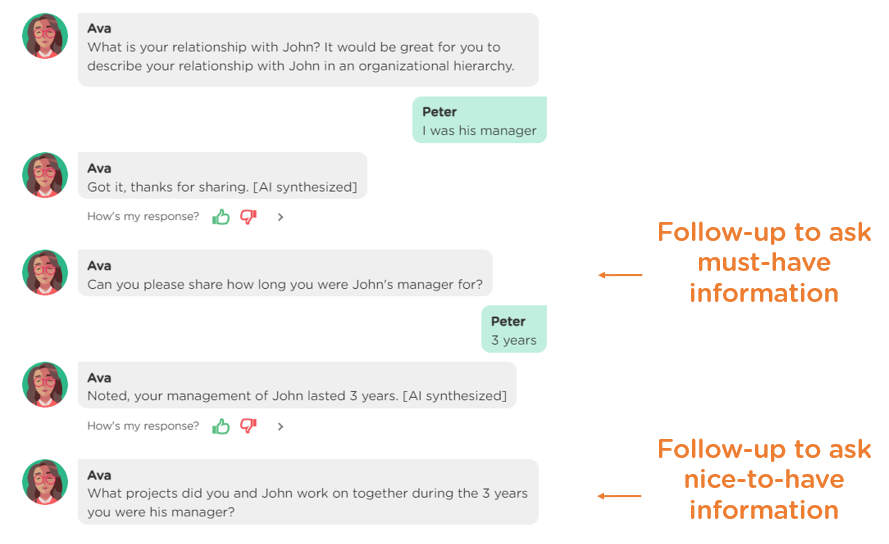 Ava
What is your relationship with John? It would be great for you to
describe your relationship with John in an organizational hierarchy.
Peter
I was his manager
Ava
Got it, thanks for sharing. [AI synthesized]
How's my response?
Ava
Can you please share how long you were John's manager for?
Follow-up to ask
must-have
information
Peter
3 years
Ava
Noted, your management of John lasted 3 years. [AI synthesized]
How's my response?
Ava
What projects did you and John work on together during the 3 years
you were his manager?
Follow-up to ask
nice-to-have
information